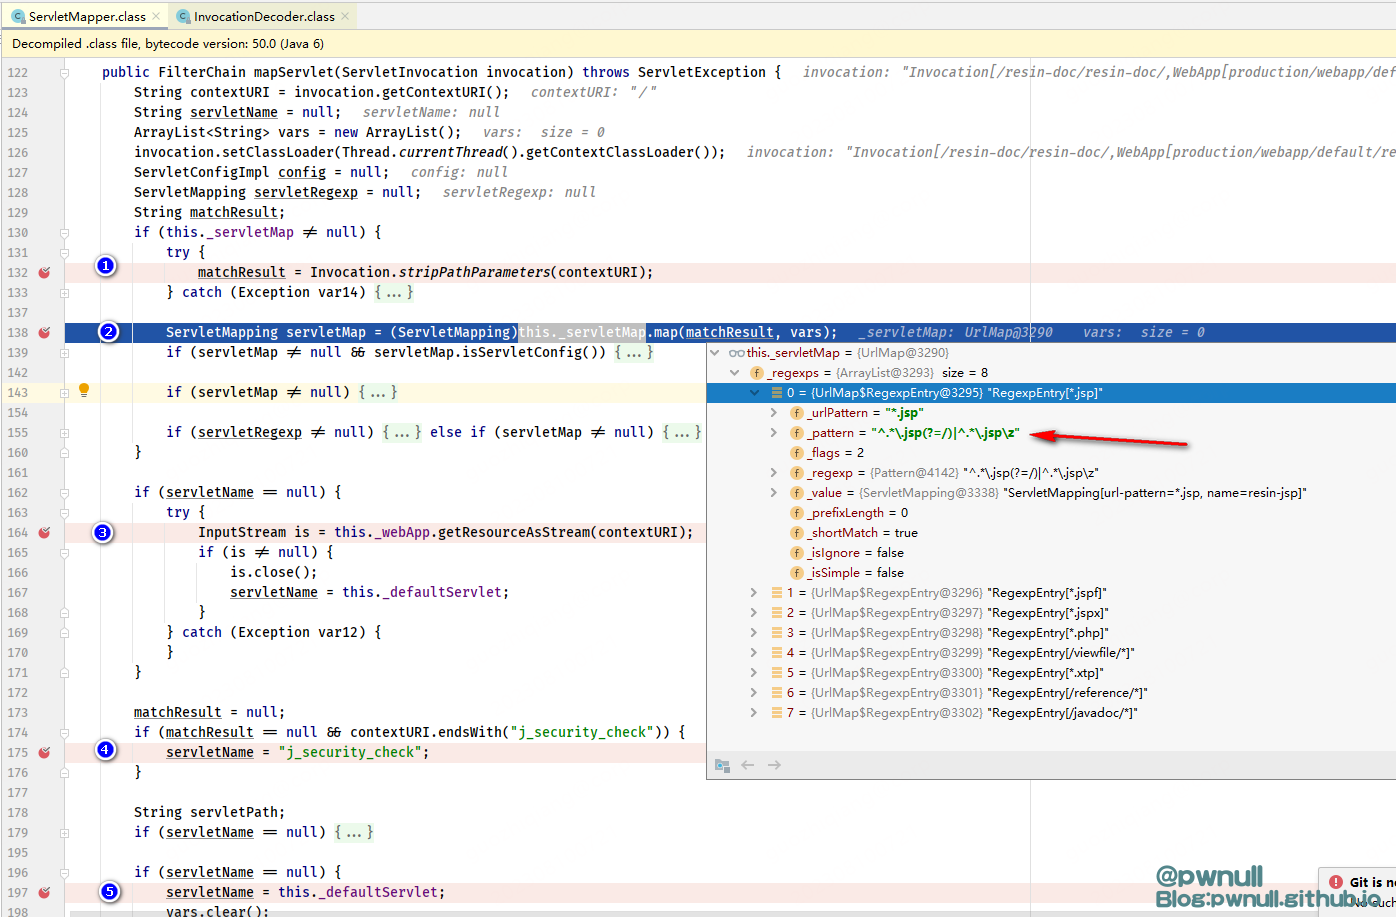 ServletMapper.class
InvocationDecoder.class
Decompiled .class file, bytecode version: 50.0 (Java 6)
122 public FilterChain mapServlet(ServletInvocation invocation) throws ServletException { invocation: "Invocation[/resin-doc/resin-doc/,WebApp[production/webapp/def
123 String contextURI = invocation.getContextURI(); contextURI: "/"
124 String servletName = null; servletName: null
125 ArrayList<String> vars = new ArrayList(); vars: size = 0
126 invocation.setClassLoader(Thread.currentThread().getContextClassLoader()); invocation: "Invocation[/resin-doc/resin-doc/,WebApp[production/webapp/default/re
127 ServletConfigImpl config = null; config: null
128 ServletMapping servletRegexp = null; servletRegexp: null
129 String matchResult;
130 if (this._servletMap ≠ null) {
131 try {
1
132 matchResult = Invocation.stripPathParameters(contextURI);
133 } catch (Exception var14) {...}
137
138 2 ServletMapping servletMap = (ServletMapping)this._servletMap.map(matchResult, vars); _servletMap: UrlMap@3290 vars: size = 0
139 if (servletMap ≠ null && servletMap.isServletConfig()) {...}
142
143 if (servletMap ≠ null) {...}
154
155 if (servletRegexp ≠ null) {...} else if (servletMap ≠ null) {...}
160 }
161
162 if (servletName == null) {
163 try {
164 3 InputStream is = this._webApp.getResourceAsStream(contextURI);
165 if (is ≠ null) {
166 is.close();
167 servletName = this._defaultServlet;
168 }
169 } catch (Exception var12) {
170 }
171 }
172
173 matchResult = null;
174 if (matchResult == null && contextURI.endsWith("j_security_check")) {
175 4 servletName = "j_security_check";
176 }
177
178 String servletPath;
179 if (servletName == null) {...}
195
196 if (servletName == null) {
197 5 servletName = this._defaultServlet;
198 vars.clear();
this._servletMap = {UrlMap@3290}
f _regexps = {ArrayList@3293} size = 8
0 = {UrlMap$RegexpEntry@3295} "RegexpEntry[*.jsp]"
f _urlPattern = "*.jsp"
f _pattern = "^.*\.jsp(?=/)|^.*\.jsp\z"
f _flags = 2
f _regexp = {Pattern@4142} "^.*\.jsp(?=/)|^.*\.jsp\z"
f _value = {ServletMapping@3338} "ServletMapping[url-pattern=*.jsp, name=resin-jsp]"
f _prefixLength = 0
f _shortMatch = true
f _isIgnore = false
f _isSimple = false
1 = {UrlMap$RegexpEntry@3296} "RegexpEntry[*.jspf]"
2 = {UrlMap$RegexpEntry@3297} "RegexpEntry[*.jspx]"
3 = {UrlMap$RegexpEntry@3298} "RegexpEntry[*.php]"
4 = {UrlMap$RegexpEntry@3299} "RegexpEntry[/viewfile/*]"
5 = {UrlMap$RegexpEntry@3300} "RegexpEntry[*.xtp]"
6 = {UrlMap$RegexpEntry@3301} "RegexpEntry[/reference/*]"
7 = {UrlMap$RegexpEntry@3302} "RegexpEntry[/javadoc/*]"
@pwnull
Blog:pwnull.github.io
Git is no
No such